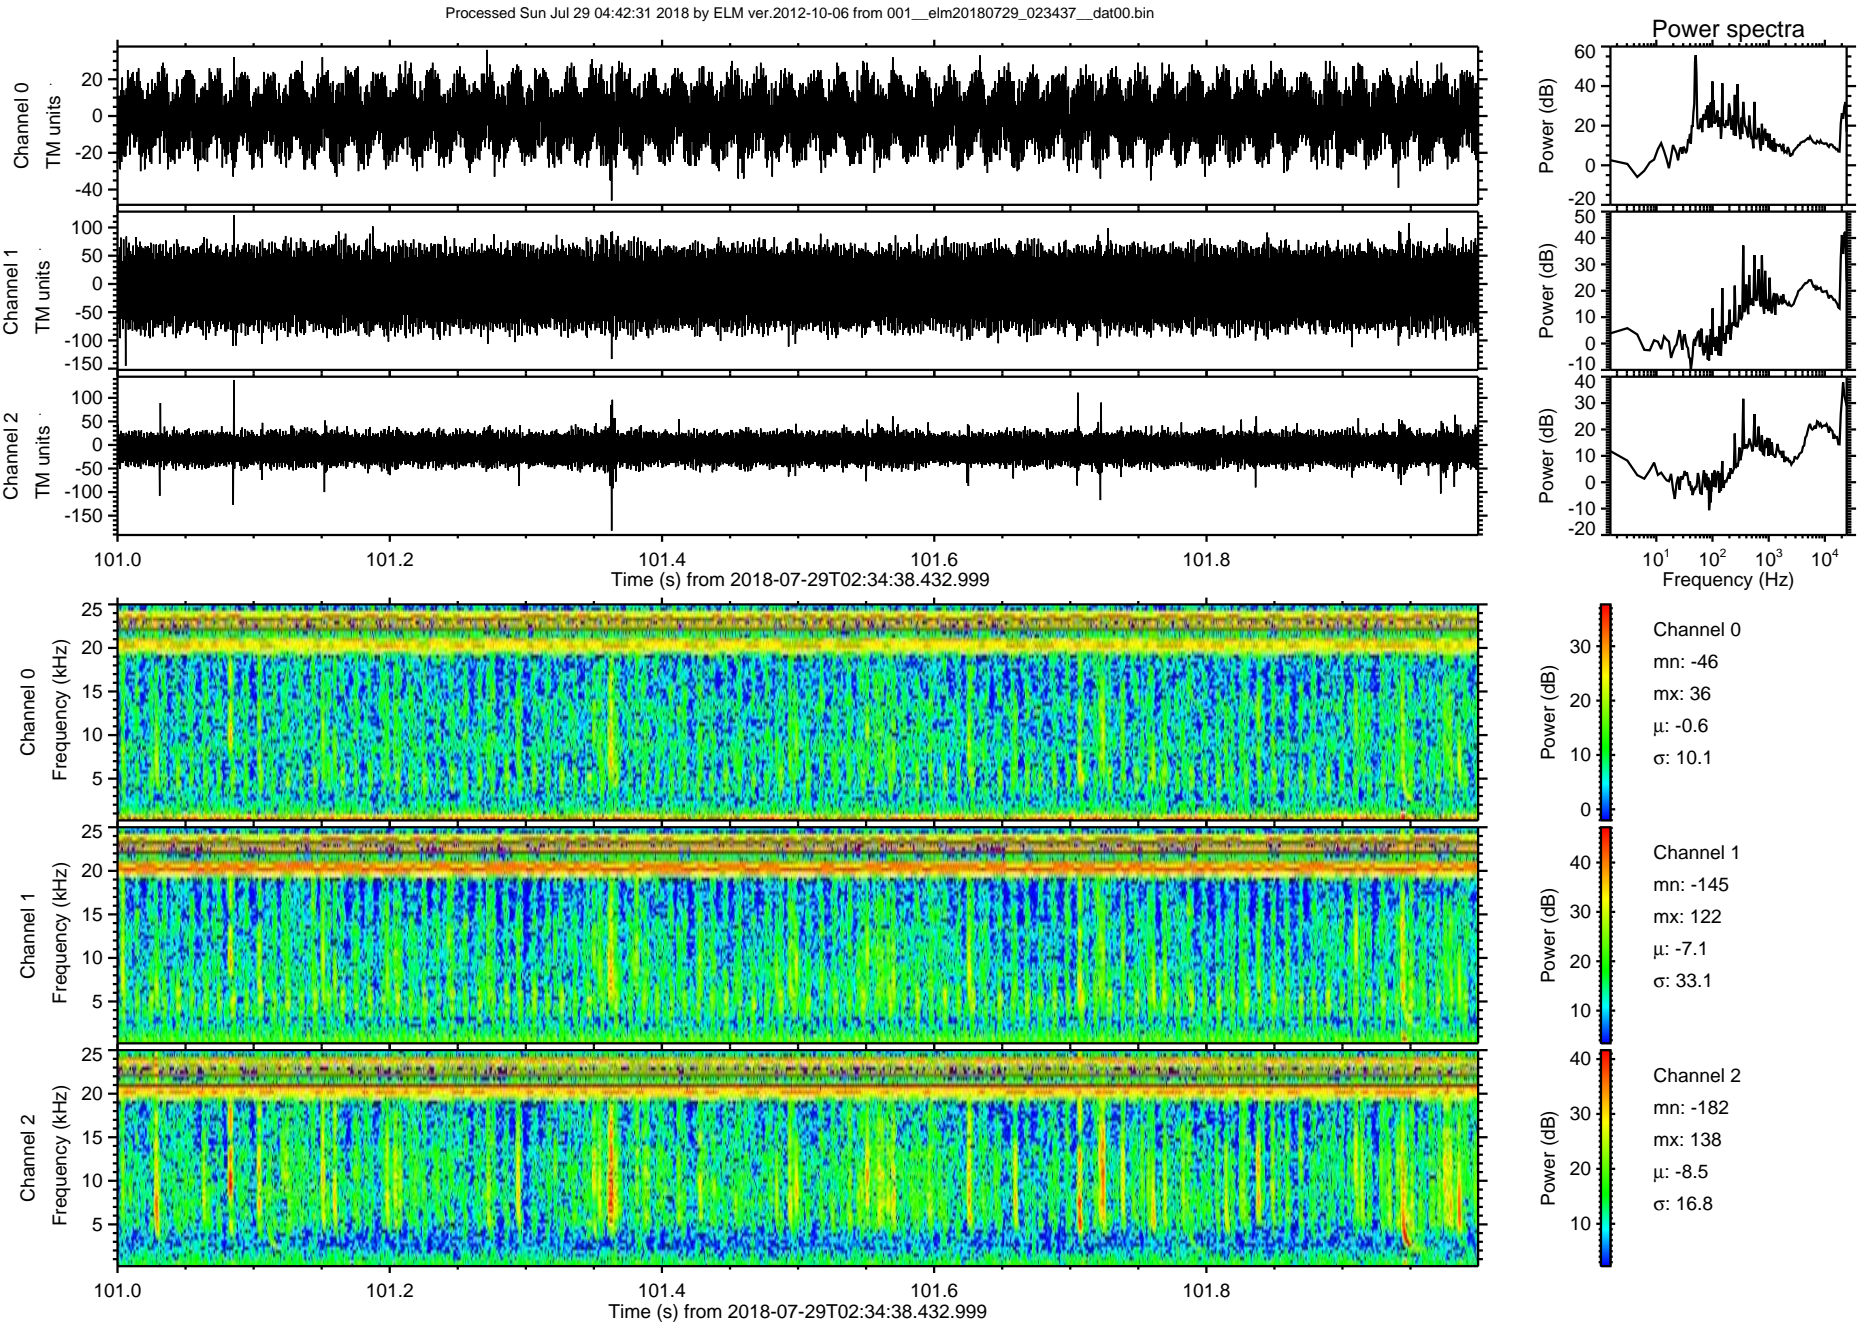 Processed Sun Jul 29 04:42:31 2018 by ELM ver.2012-10-06 from 001__elm20180729_023437__dat00.bin
Power spectra
Channel 0
TM units
20
0
-20
-40
Power (dB)
60
40
20
0
-20
Channel 1
TM units
100
50
0
-50
-100
-150
Power (dB)
50
40
30
20
10
0
-10
Channel 2
TM units
100
50
0
-50
-100
-150
Power (dB)
40
30
20
10
0
-10
-20
101.0 101.2 101.4 101.6 101.8
Time (s) from 2018-07-29T02:34:38.432.999
10^1 10^2 10^3 10^4
Frequency (Hz)
Channel 0
Frequency (kHz)
25
20
15
10
5
Power (dB)
30
20
10
0
Channel 0
mn: -46
mx: 36
μ: -0.6
σ: 10.1
Channel 1
Frequency (kHz)
25
20
15
10
5
Power (dB)
40
30
20
10
Channel 1
mn: -145
mx: 122
μ: -7.1
σ: 33.1
Channel 2
Frequency (kHz)
25
20
15
10
5
Power (dB)
40
30
20
10
Channel 2
mn: -182
mx: 138
μ: -8.5
σ: 16.8
101.0 101.2 101.4 101.6 101.8
Time (s) from 2018-07-29T02:34:38.432.999